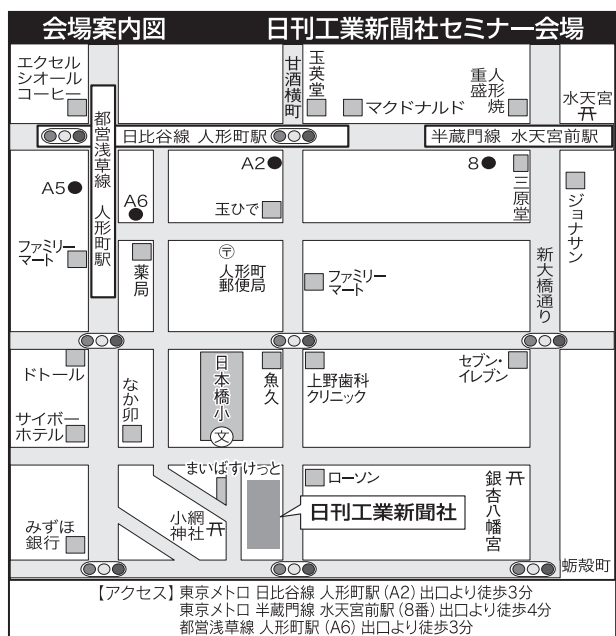 会場案内図 日刊工業新聞社セミナー会場
エクセル
シオール
コーヒー
甘酒横町
玉英堂
マクドナルド
人形焼
重盛
水天宮
都営浅草線 人形町駅
日比谷線 人形町駅
半蔵門線 水天宮前駅
A5
A6
A2
8
玉ひで
三原堂
ジョナサン
ファミリー
マート
薬局
〒
人形町
郵便局
ファミリー
マート
新大橋通り
ドトール
なか卯
日本橋小
文
魚久
上野歯科
クリニック
セブン・
イレブン
サイボー
ホテル
まいばすけっと
ローソン
銀杏八幡宮
日刊工業新聞社
小網
神社
みずほ
銀行
蛎殻町
【アクセス】東京メトロ 日比谷線 人形町駅（A2）出口より徒歩3分
東京メトロ 半蔵門線 水天宮前駅（8番）出口より徒歩4分
都営浅草線 人形町駅（A6）出口より徒歩3分